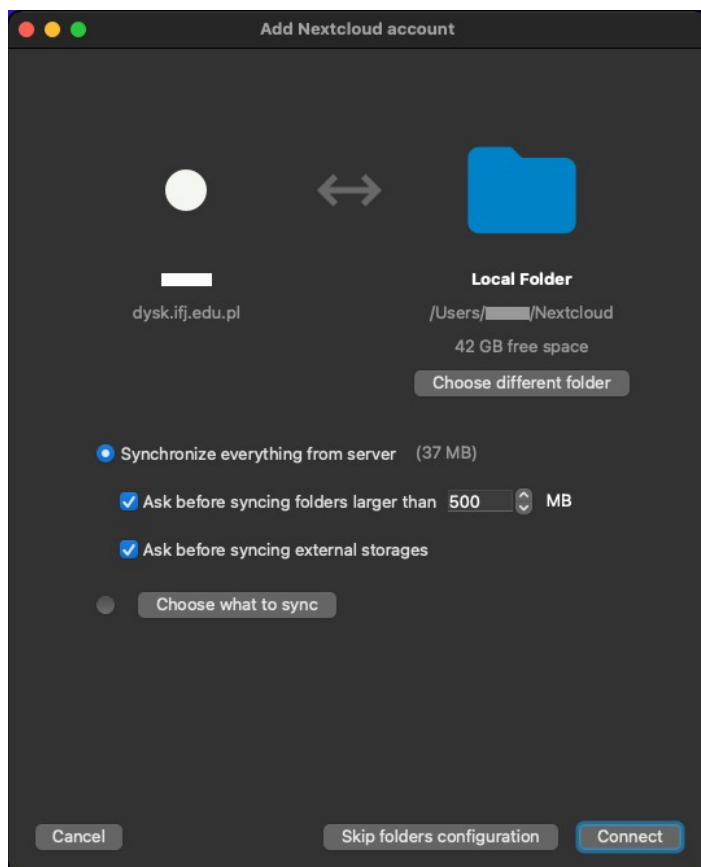 Add Nextcloud account
dysk.ifj.edu.pl
Local Folder
/Users/ /Nextcloud
42 GB free space
Choose different folder
Synchronize everything from server (37 MB)
Ask before syncing folders larger than 500 MB
Ask before syncing external storages
Choose what to sync
Cancel Skip folders configuration Connect